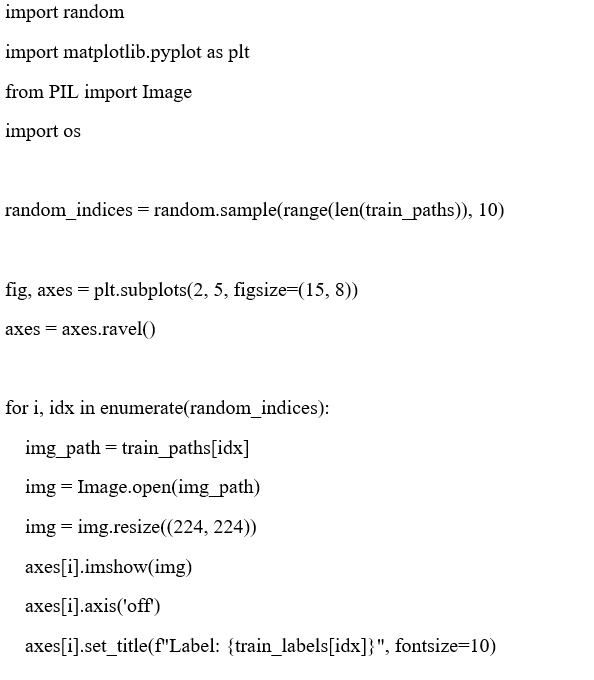 import random
import matplotlib.pyplot as plt
from PIL import Image
import os
random_indices = random.sample(range(len(train_paths)), 10)
fig, axes = plt.subplots(2, 5, figsize=(15, 8))
axes = axes.ravel()
for i, idx in enumerate(random_indices):
    img_path = train_paths[idx]
    img = Image.open(img_path)
    img = img.resize((224, 224))
    axes[i].imshow(img)
    axes[i].axis('off')
    axes[i].set_title(f"Label: {train_labels[idx]}", fontsize=10)